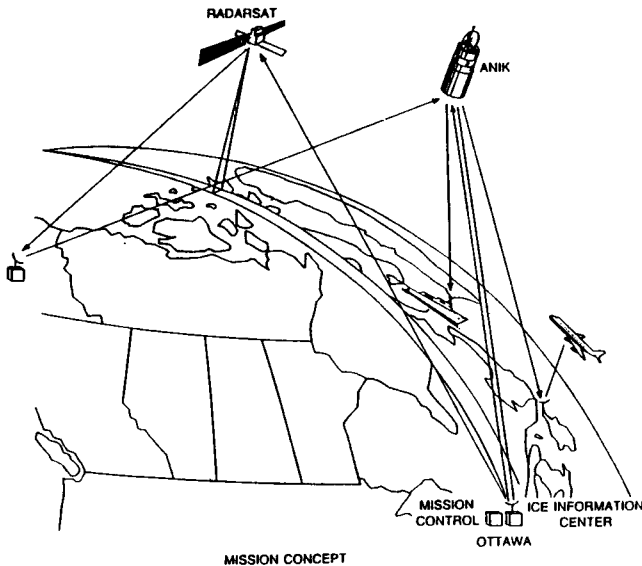 RADARSAT
ANIK
MISSION
CONTROL
ICE INFORMATION
CENTER
OTTAWA
MISSION CONCEPT